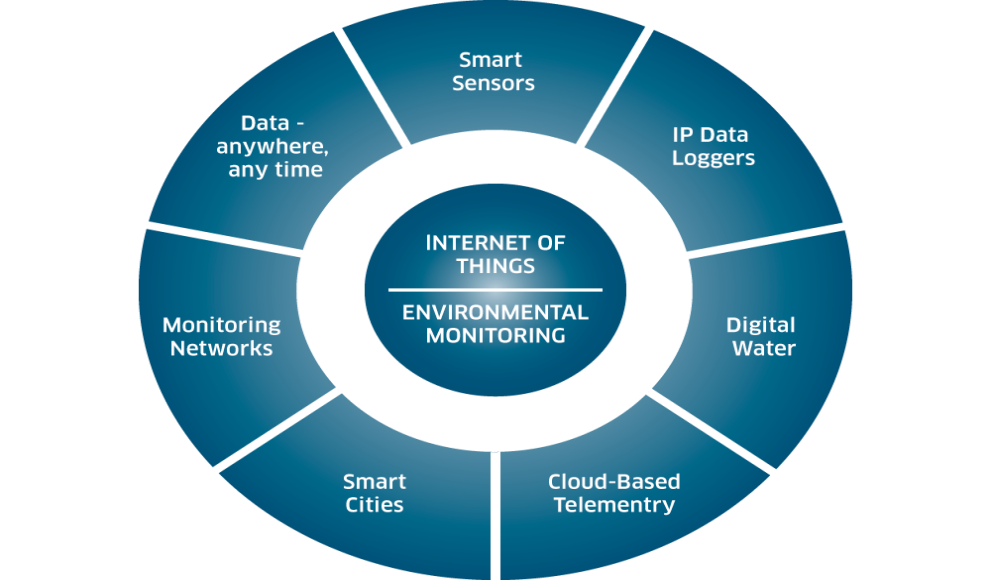 Smart
Sensors
IP Data
Loggers
Digital
Water
Cloud-Based
Telementry
Smart
Cities
Monitoring
Networks
Data -
anywhere,
any time
INTERNET OF
THINGS
ENVIRONMENTAL
MONITORING